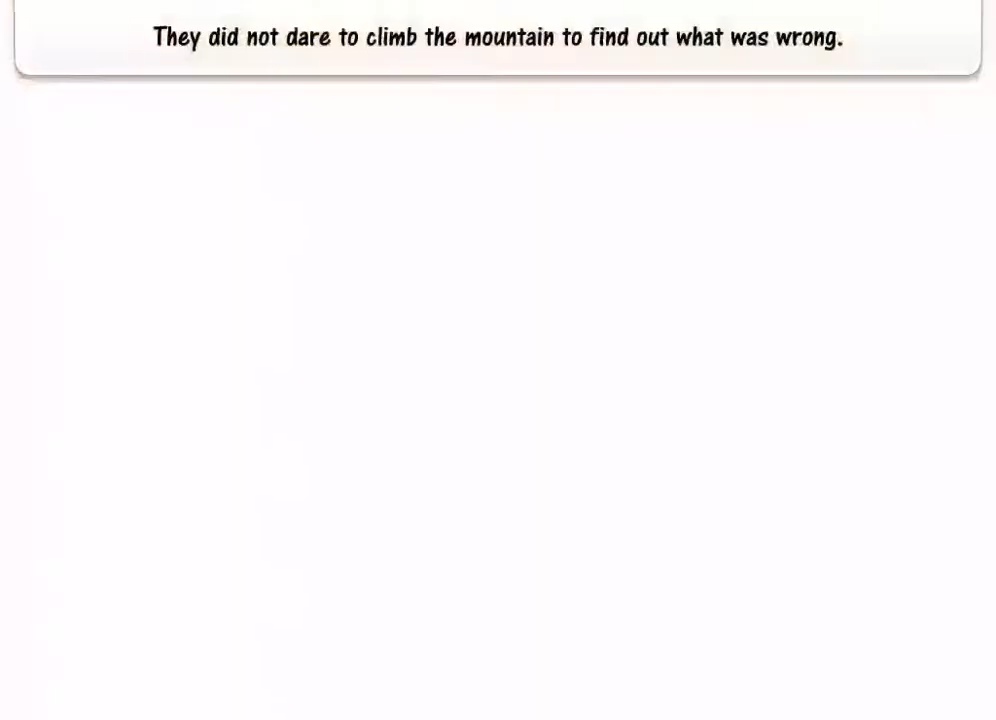 They did not dare to climb the mountain to find out what was wrong.